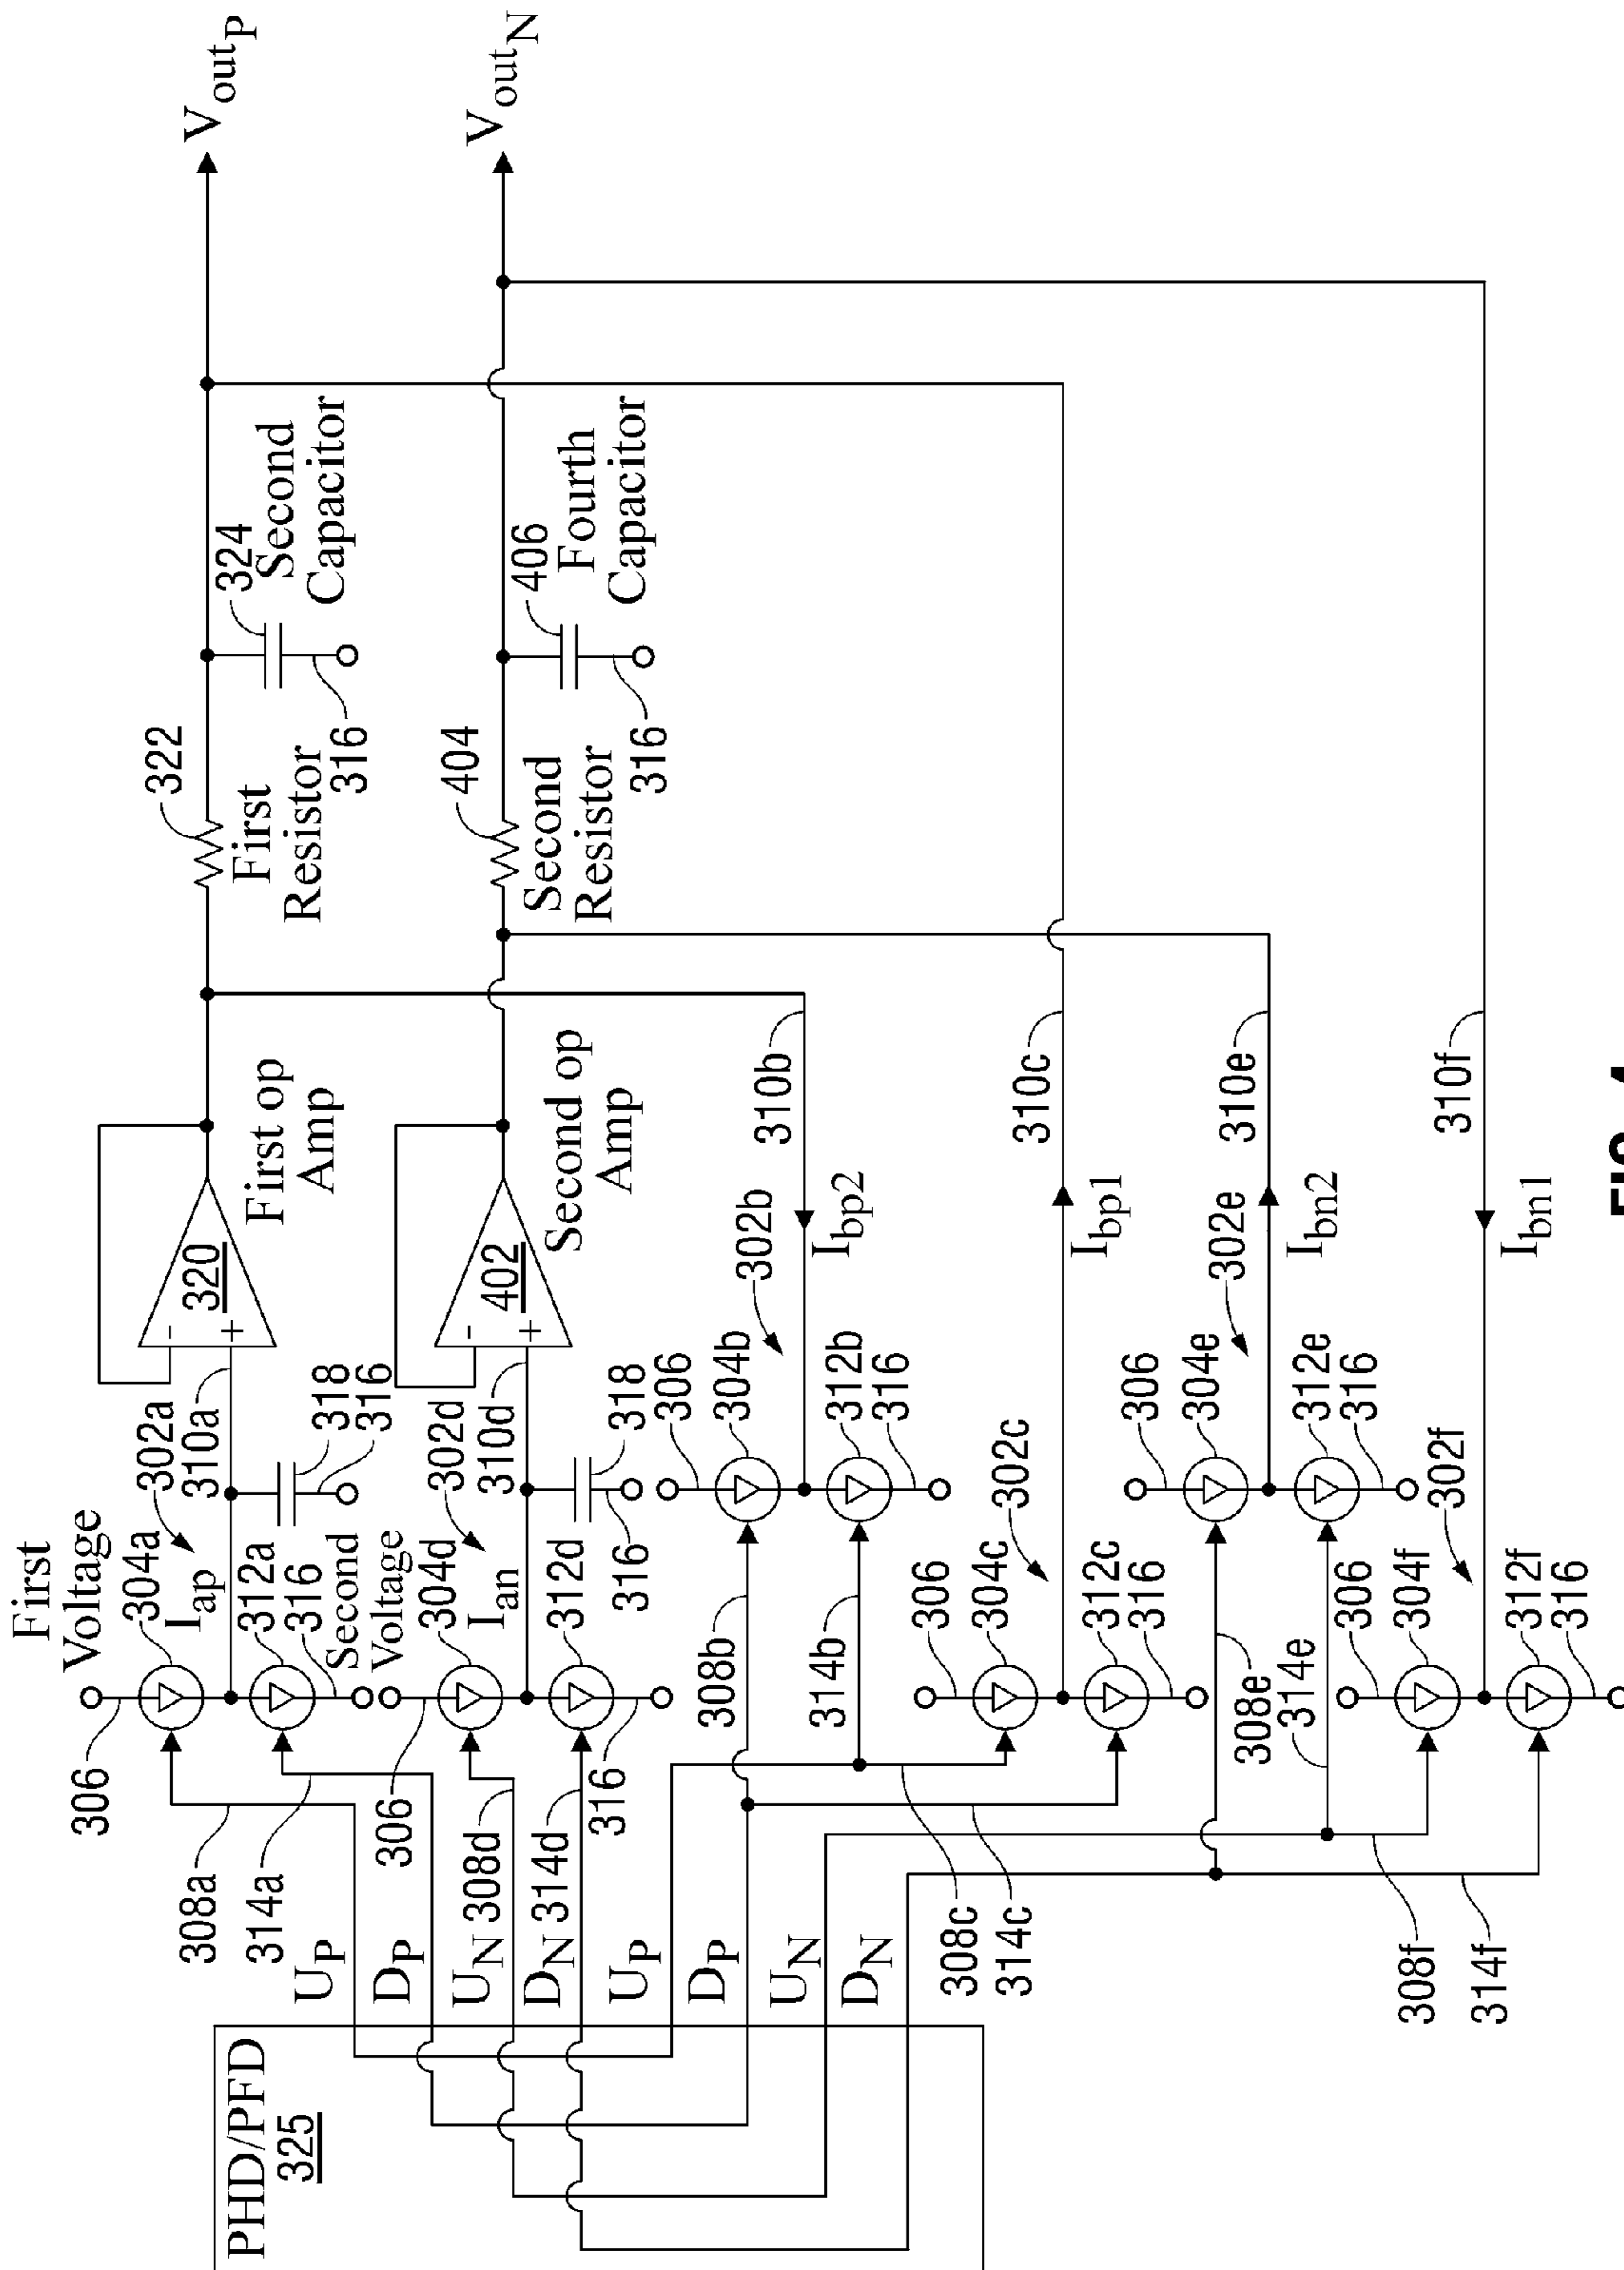 First
Voltage
306
304a
302a
310a
I_ap
312a
316
318
316
308a
314a
320
- +
First op
Amp
322
First
Resistor
324
Second
Capacitor
316
V_outP
Second
Voltage
306
304d
302d
310d
I_an
312d
316
318
316
308d
314d
402
- +
Second op
Amp
404
Second
Resistor
406
Fourth
Capacitor
316
V_outN
PHD/PFD
325
U_P
D_P
U_N
D_N
U_P
D_P
U_N
D_N
306
304b
302b
310b
I_bp2
312b
316
308b
314b
306
304c
302c
310c
I_bp1
312c
316
308c
314c
306
304e
302e
310e
I_bn2
312e
316
308e
314e
306
304f
302f
310f
I_bn1
312f
316
308f
314f